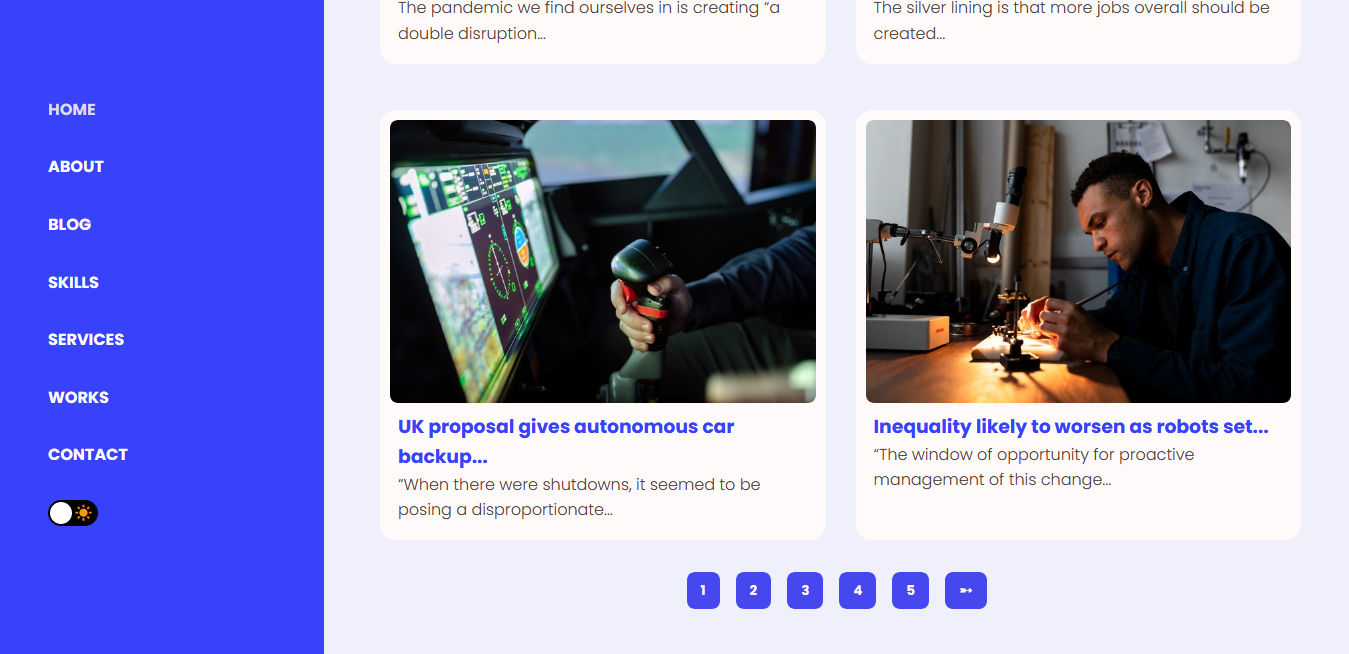 HOME
ABOUT
BLOG
SKILLS
SERVICES
WORKS
CONTACT
The pandemic we find ourselves in is creating “a
double disruption...
The silver lining is that more jobs overall should be
created...
UK proposal gives autonomous car
backup...
“When there were shutdowns, it seemed to be
posing a disproportionate...
Inequality likely to worsen as robots set...
“The window of opportunity for proactive
management of this change...
1 2 3 4 5 ➳